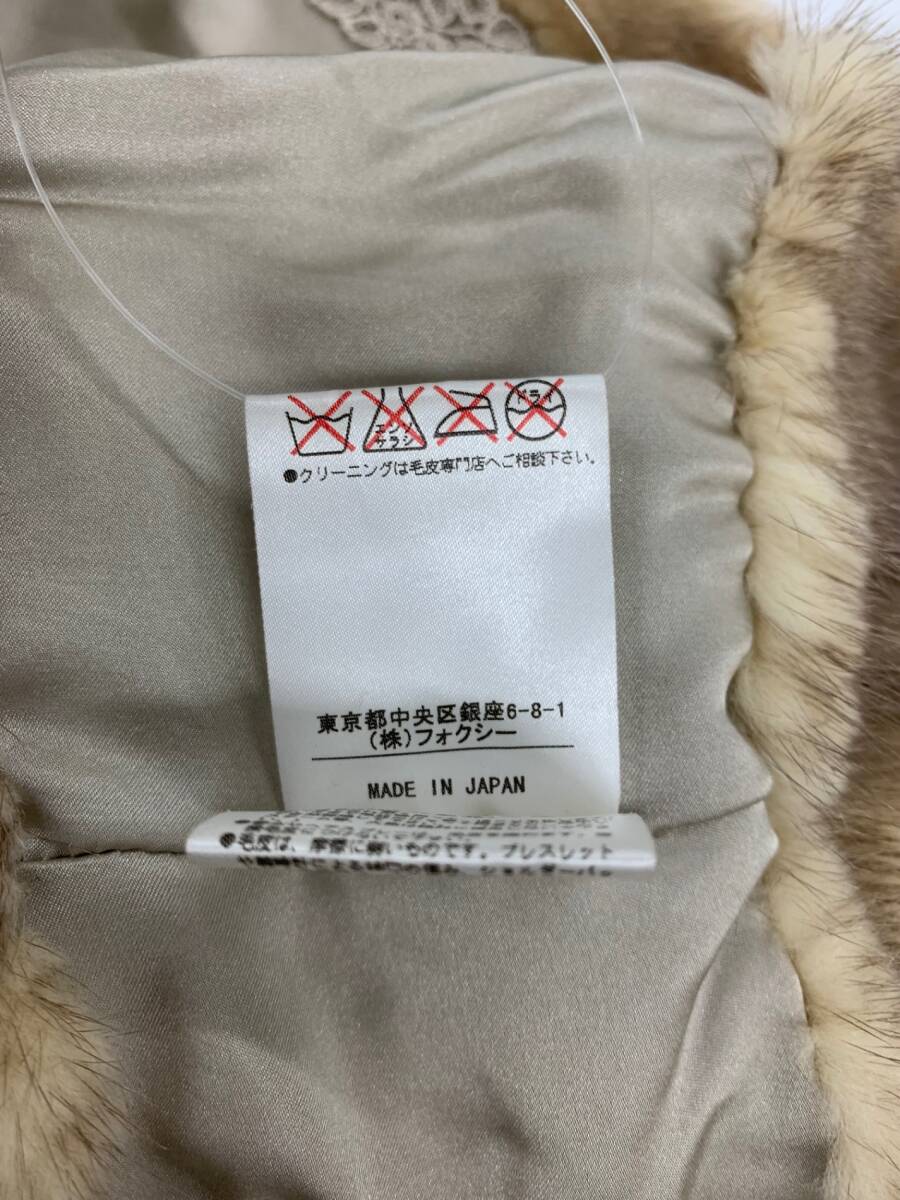 エンソ
サラシ
ドライ
●クリーニングは毛皮専門店へご相談下さい。
東京都中央区銀座6-8-1
(株)フォクシー
MADE IN JAPAN
●毛皮は、摩擦に弱いものです。ブレスレット